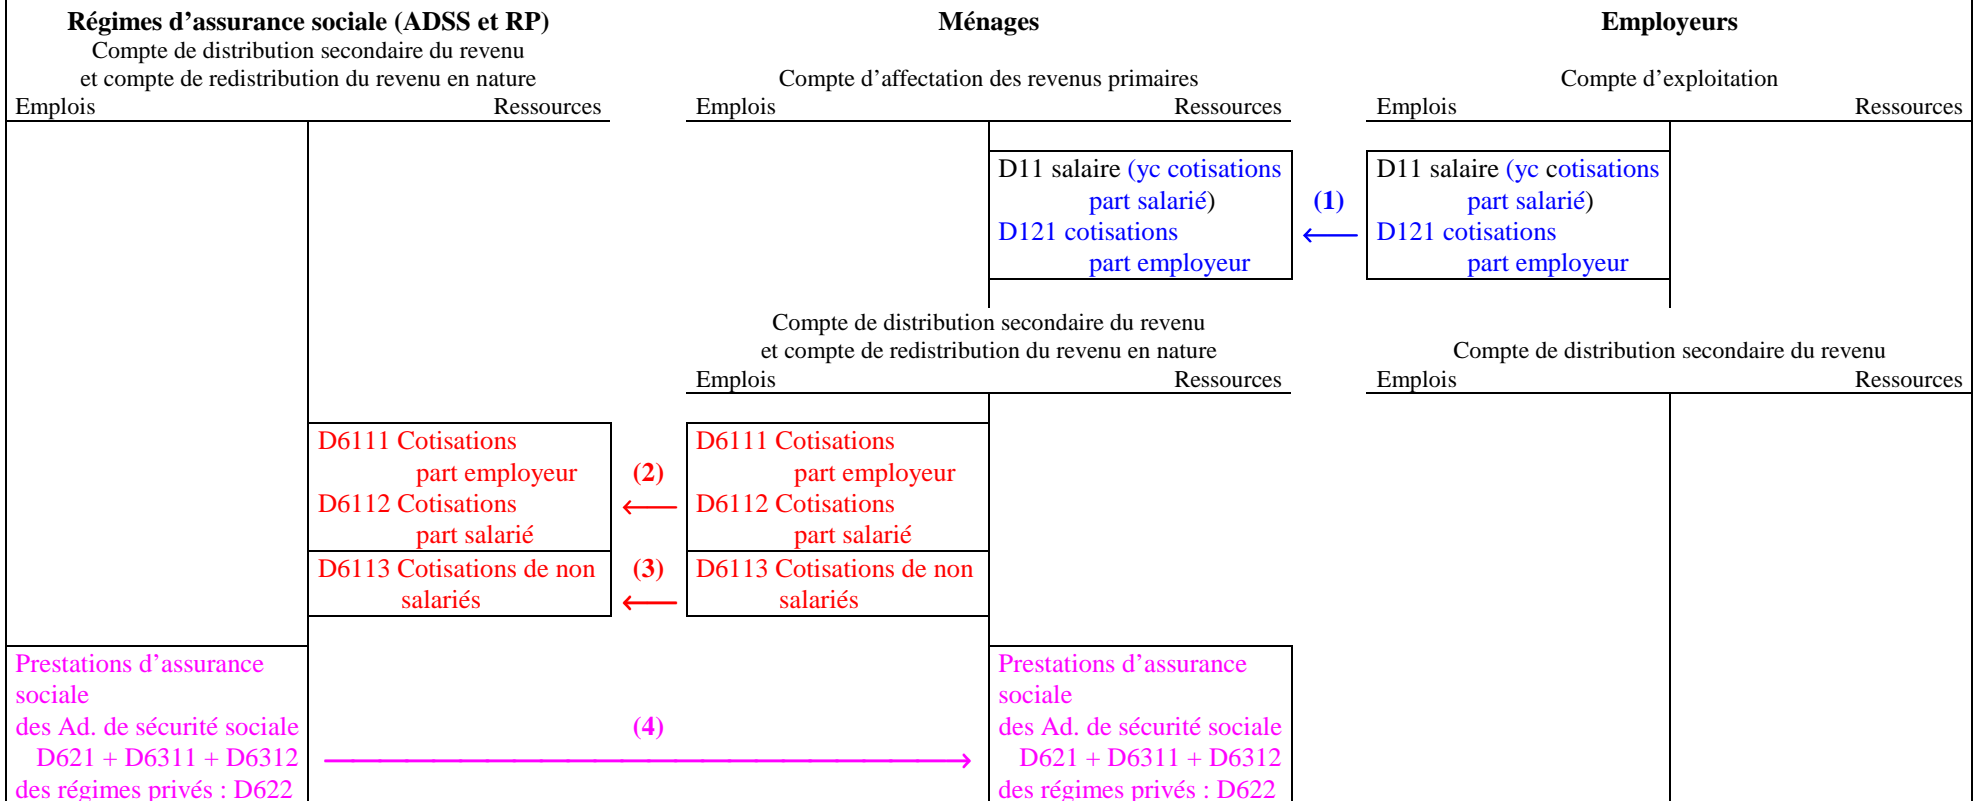 Régimes d’assurance sociale (ADSS et RP)
Compte de distribution secondaire du revenu
et compte de redistribution du revenu en nature
Emplois Ressources
Ménages
Compte d’affectation des revenus primaires
Emplois Ressources
Employeurs
Compte d’exploitation
Emplois Ressources
D11 salaire (yc cotisations
part salarié)
D121 cotisations
part employeur
(1)
D11 salaire (yc cotisations
part salarié)
D121 cotisations
part employeur
Compte de distribution secondaire du revenu
et compte de redistribution du revenu en nature
Emplois Ressources
Compte de distribution secondaire du revenu
Emplois Ressources
D6111 Cotisations
part employeur
D6112 Cotisations
part salarié
(2)
D6111 Cotisations
part employeur
D6112 Cotisations
part salarié
D6113 Cotisations de non
salariés
(3)
D6113 Cotisations de non
salariés
Prestations d’assurance
sociale
des Ad. de sécurité sociale
D621 + D6311 + D6312
des régimes privés : D622
(4)
Prestations d’assurance
sociale
des Ad. de sécurité sociale
D621 + D6311 + D6312
des régimes privés : D622